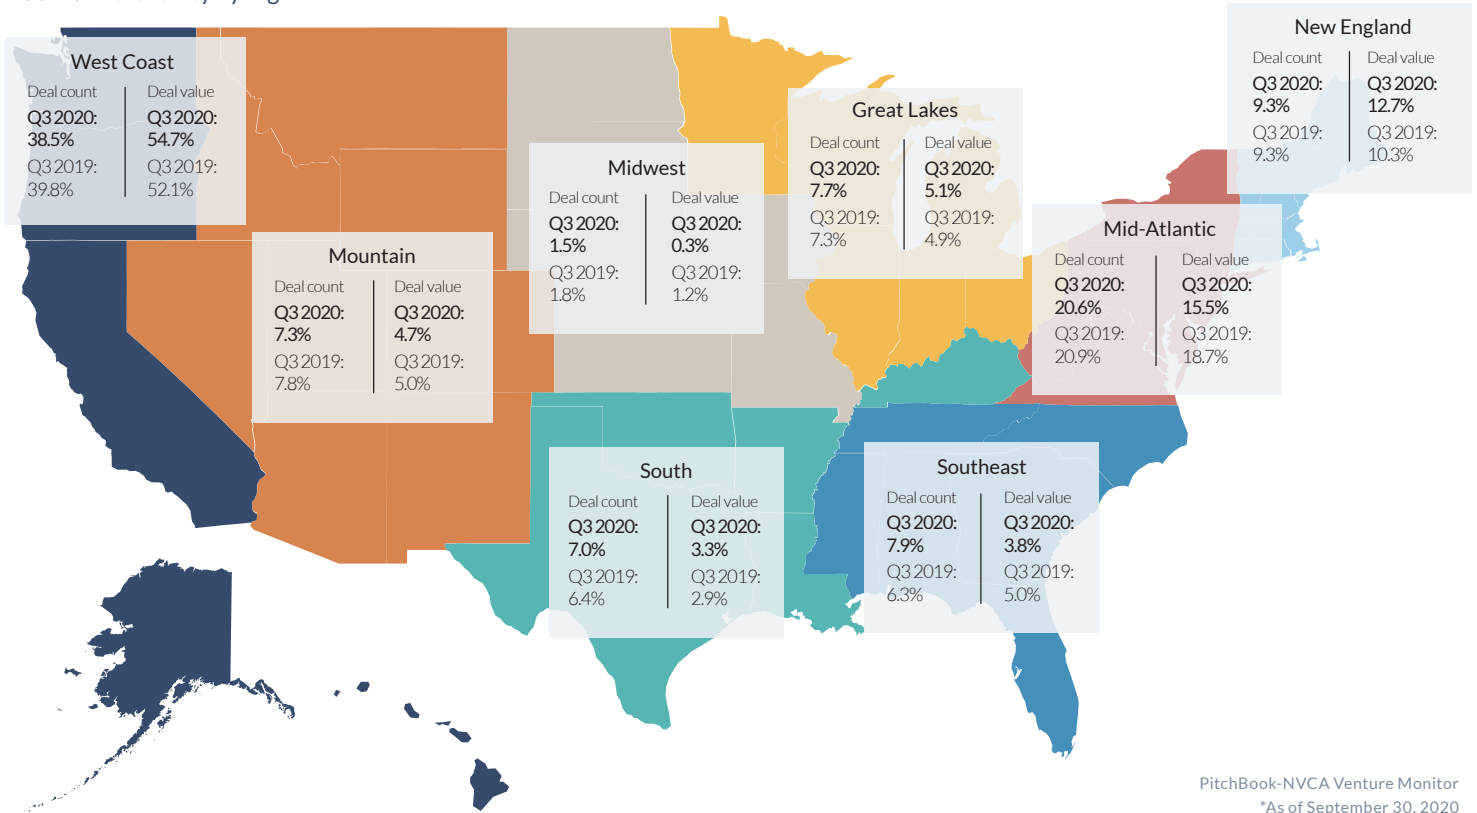 West Coast
Deal count
Q3 2020:
38.5%
Q3 2019:
39.8%
Deal value
Q3 2020:
54.7%
Q3 2019:
52.1%
Mountain
Deal count
Q3 2020:
7.3%
Q3 2019:
7.8%
Deal value
Q3 2020:
4.7%
Q3 2019:
5.0%
Midwest
Deal count
Q3 2020:
1.5%
Q3 2019:
1.8%
Deal value
Q3 2020:
0.3%
Q3 2019:
1.2%
Great Lakes
Deal count
Q3 2020:
7.7%
Q3 2019:
7.3%
Deal value
Q3 2020:
5.1%
Q3 2019:
4.9%
New England
Deal count
Q3 2020:
9.3%
Q3 2019:
9.3%
Deal value
Q3 2020:
12.7%
Q3 2019:
10.3%
Mid-Atlantic
Deal count
Q3 2020:
20.6%
Q3 2019:
20.9%
Deal value
Q3 2020:
15.5%
Q3 2019:
18.7%
South
Deal count
Q3 2020:
7.0%
Q3 2019:
6.4%
Deal value
Q3 2020:
3.3%
Q3 2019:
2.9%
Southeast
Deal count
Q3 2020:
7.9%
Q3 2019:
6.3%
Deal value
Q3 2020:
3.8%
Q3 2019:
5.0%
PitchBook-NVCA Venture Monitor
*As of September 30, 2020